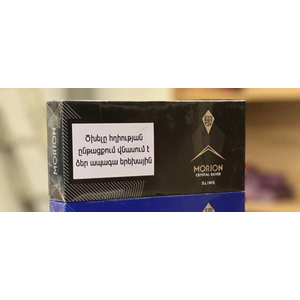 MORION
Ծխելը հղիության
ընթացքում վնասում է
ձեր ապագա երեխային
MORION
CRYSTAL SILVER
SLIMS